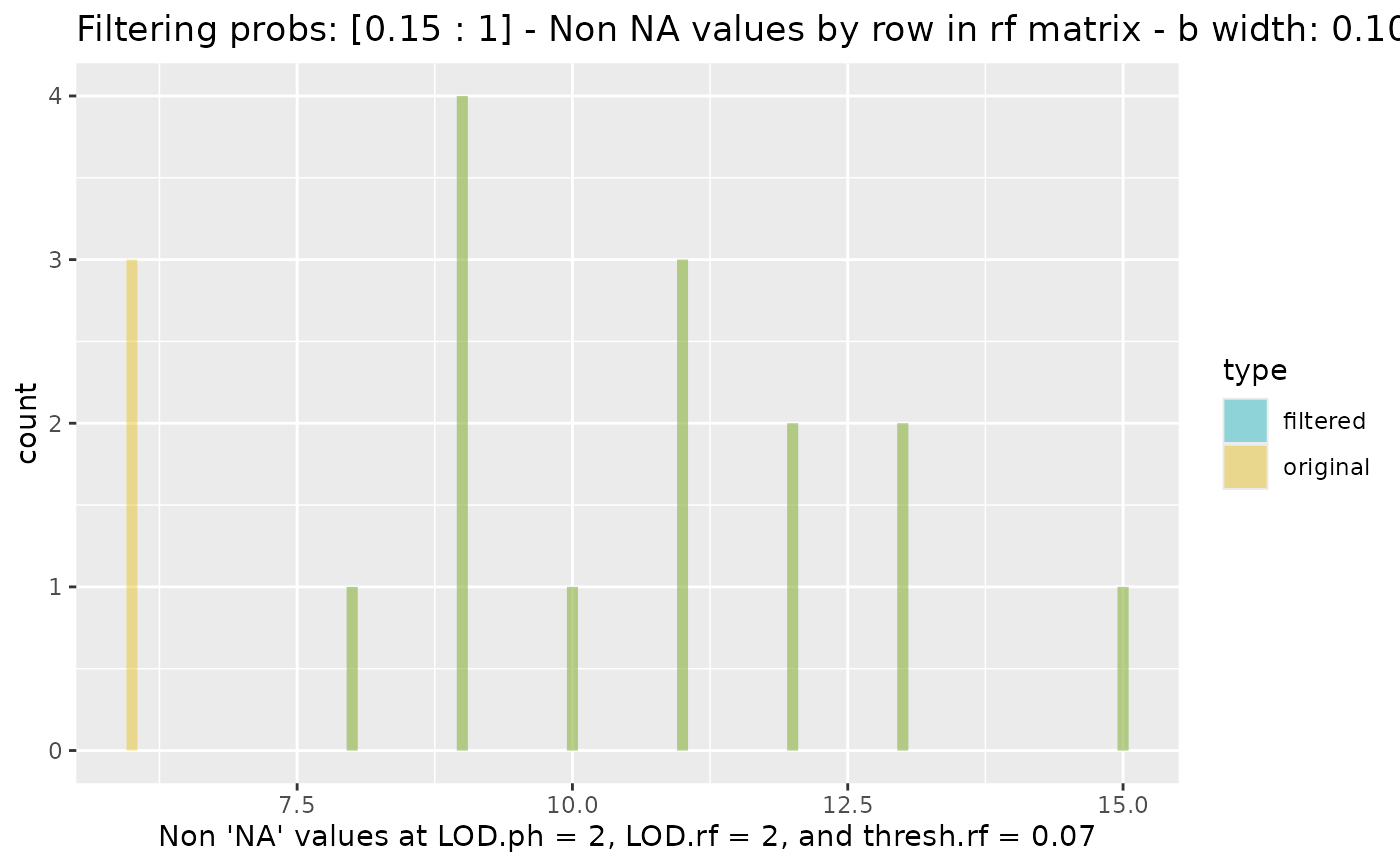 Filtering probs: [0.15 : 1] - Non NA values by row in rf matrix - b width: 0.10
4
3
2
1
0
count
7.5
10.0
12.5
15.0
Non 'NA' values at LOD.ph = 2, LOD.rf = 2, and thresh.rf = 0.07
type
filtered
original